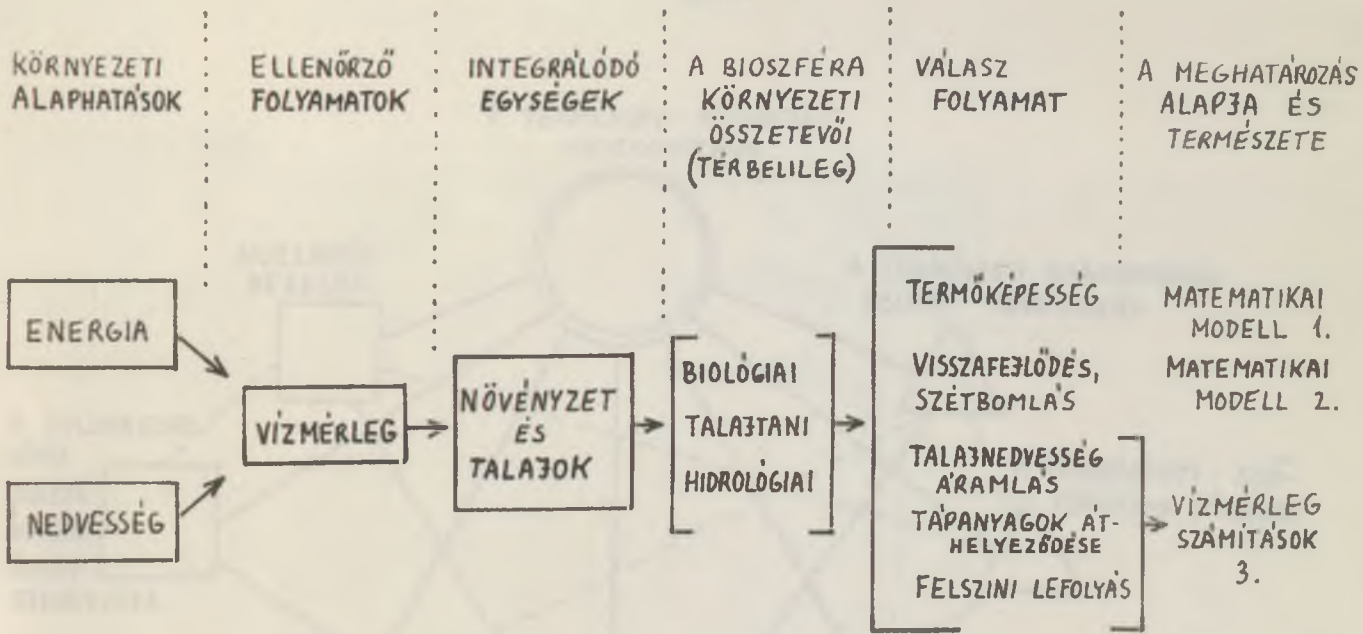 KÖRNYEZETI
ALAPHATÁSOK
ELLENŐRZŐ
FOLYAMATOK
INTEGRÁLÓDÓ
EGYSÉGEK
A BIOSZFÉRA
KÖRNYEZETI
ÖSSZETEVŐI
(TÉRBELILEG)
VÁLASZ
FOLYAMAT
A MEGHATÁROZÁS
ALAPJA ÉS
TERMÉSZETE
ENERGIA
NEDVESSÉG
VÍZMÉRLEG
NÖVÉNYZET
ÉS
TALAJOK
BIOLÓGIAI
TALAJTANI
HIDROLÓGIAI
TERMŐKÉPESSÉG
VISSZAFEJLŐDÉS,
SZÉTBOMLÁS
TALAJNEDVESSÉG
ÁRAMLÁS
TÁPANYAGOK ÁT-
HELYEZŐDÉSE
FELSZINI LEFOLYÁS
MATEMATIKAI
MODELL 1.
MATEMATIKAI
MODELL 2.
VÍZMÉRLEG
SZÁMÍTÁSOK
3.